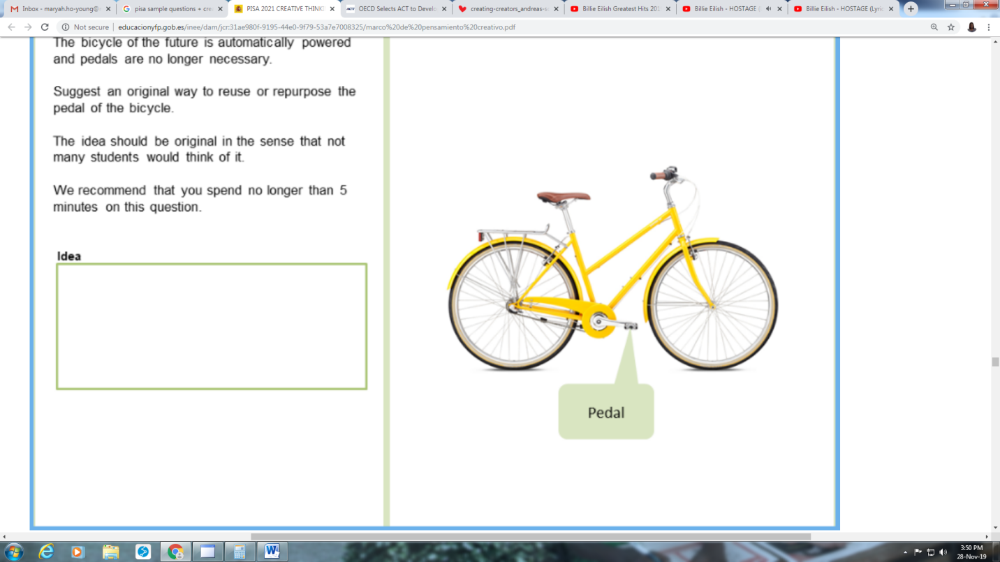 Inbox - maryah.ho-young@
pisa sample questions + cre
PISA 2021 CREATIVE THINK
OECD Selects ACT to Develo
creating-creators_andreas-s
Billie Eilish Greatest Hits 201
Billie Eilish - HOSTAGE
Billie Eilish - HOSTAGE (Lyric
Not secure | educacionyfp.gob.es/inee/dam/jcr:31ae980f-9195-44e0-9f79-53a7e7008325/marco%20de%20pensamiento%20creativo.pdf
The bicycle of the future is automatically powered
and pedals are no longer necessary.
Suggest an original way to reuse or repurpose the
pedal of the bicycle.
The idea should be original in the sense that not
many students would think of it.
We recommend that you spend no longer than 5
minutes on this question.
Idea
Pedal
3:50 PM
28-Nov-19